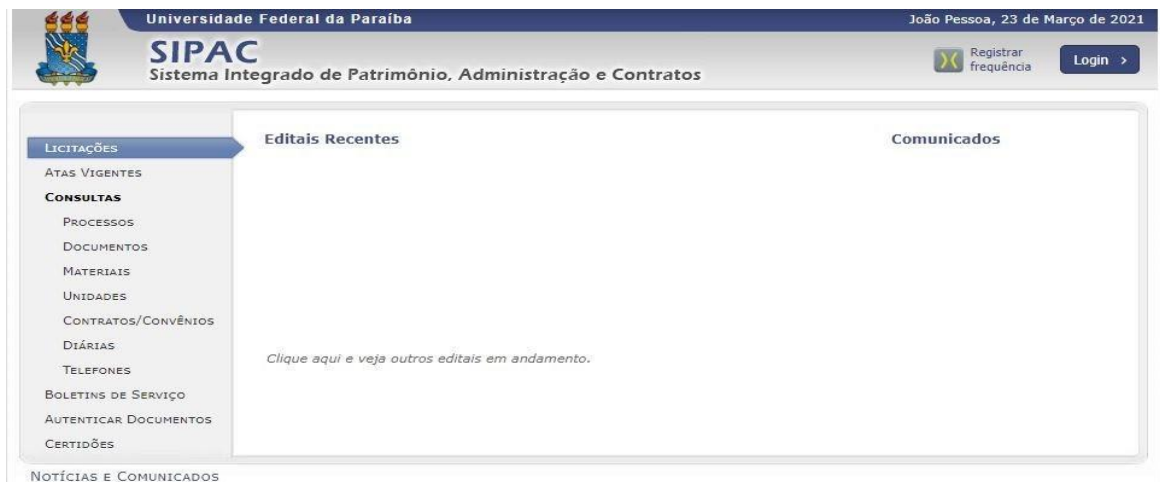 Universidade Federal da Paraíba
João Pessoa, 23 de Março de 2021
SIPAC
Sistema Integrado de Patrimônio, Administração e Contratos
Registrar
frequência
Login >
Licitações
Atas Vigentes
Consultas
Processos
Documentos
Materiais
Unidades
Contratos/Convênios
Diárias
Telefones
Boletins de Serviço
Autenticar Documentos
Certidões
Editais Recentes
Clique aqui e veja outros editais em andamento.
Comunicados
Notícias e Comunicados